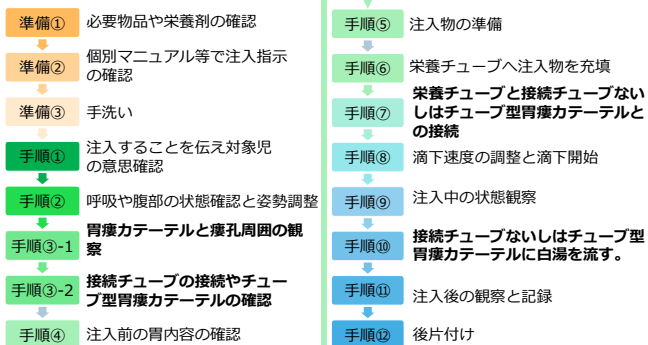 準備①
必要物品や栄養剤の確認
準備②
個別マニュアル等で注入指示
の確認
準備③
手洗い
手順①
注入することを伝え対象児
の意思確認
手順②
呼吸や腹部の状態確認と姿勢調整
手順③-1
胃瘻カテーテルと瘻孔周囲の観
察
手順③-2
接続チューブの接続やチュー
ブ型胃瘻カテーテルの確認
手順④
注入前の胃内容の確認
手順⑤
注入物の準備
手順⑥
栄養チューブへ注入物を充填
手順⑦
栄養チューブと接続チューブない
しはチューブ型胃瘻カテーテルと
の接続
手順⑧
滴下速度の調整と滴下開始
手順⑨
注入中の状態観察
手順⑩
接続チューブないしはチューブ型
胃瘻カテーテルに白湯を流す。
手順⑪
注入後の観察と記録
手順⑫
後片付け